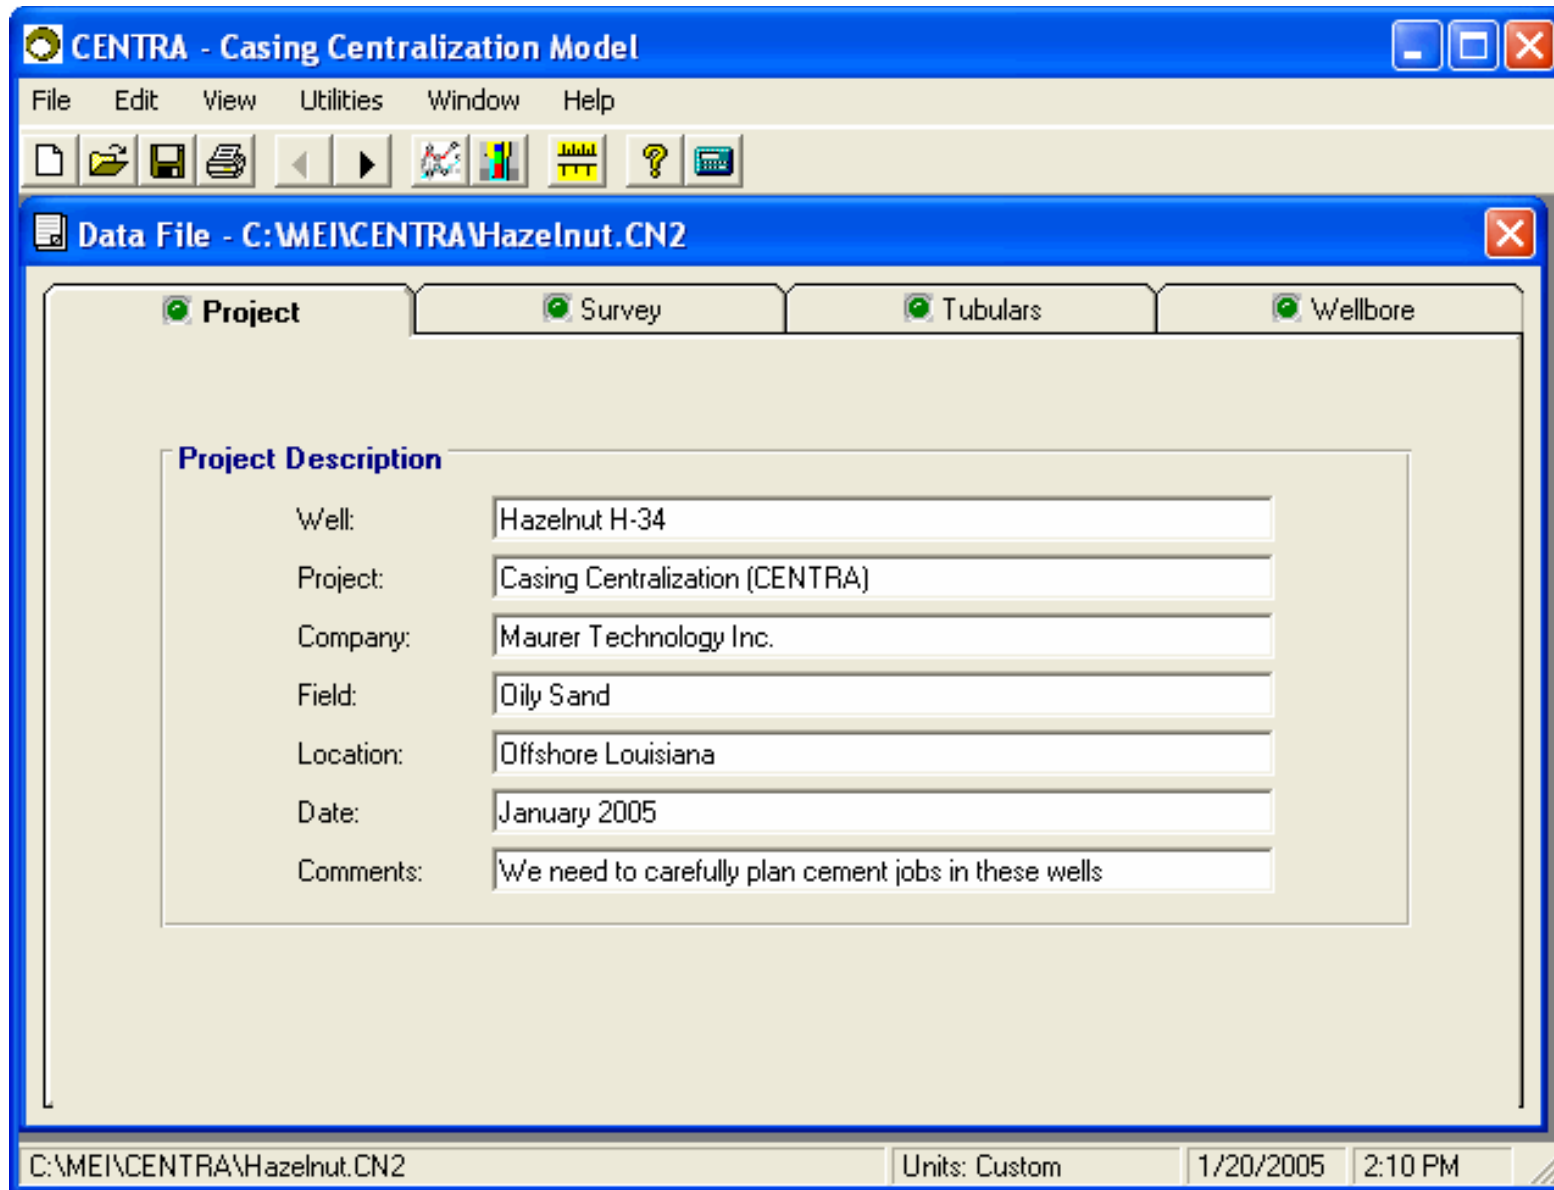 CENTRA - Casing Centralization Model
File Edit View Utilities Window Help
Data File - C:\MEI\CENTRA\Hazelnut.CN2
Project Survey Tubulars Wellbore
Project Description
Well: Hazelnut H-34
Project: Casing Centralization (CENTRA)
Company: Maurer Technology Inc.
Field: Oily Sand
Location: Offshore Louisiana
Date: January 2005
Comments: We need to carefully plan cement jobs in these wells
C:\MEI\CENTRA\Hazelnut.CN2 Units: Custom 1/20/2005 2:10 PM